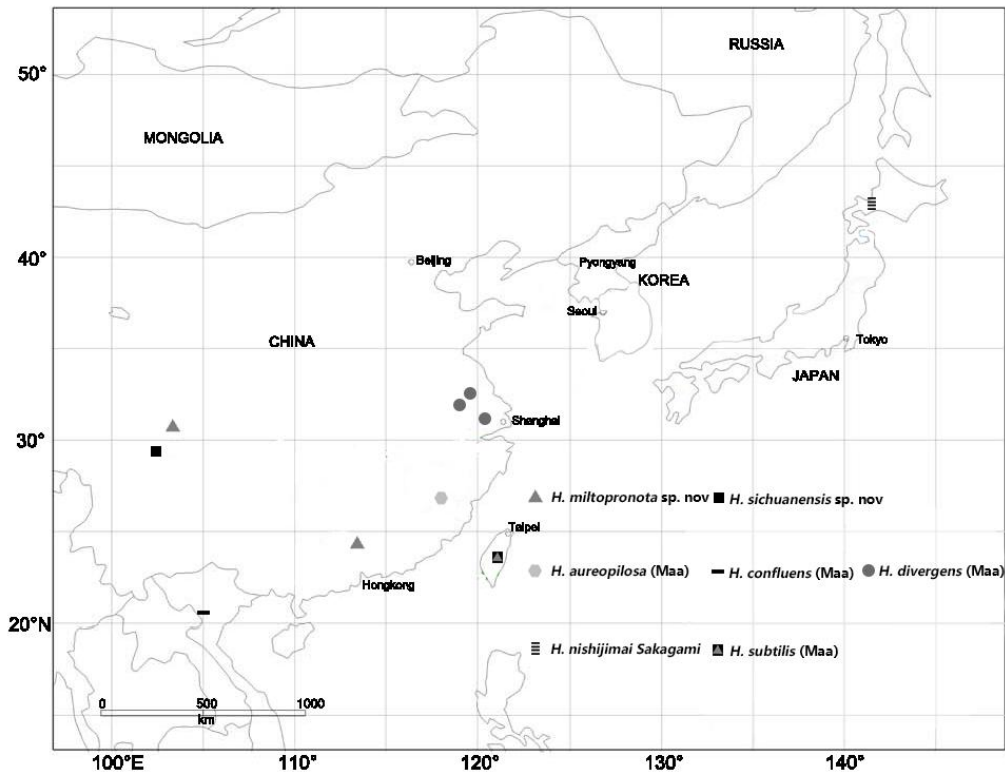 RUSSIA
50°
MONGOLIA
40°
Beijing
Pyongyang
KOREA
Seoul
CHINA
Tokyo
JAPAN
Shanghai
30°
H. miltopronota sp. nov
H. sichuanensis sp. nov
Taipei
H. aureopilosa (Maa)
H. confluens (Maa)
H. divergens (Maa)
Hongkong
20°N
H. nishijimai Sakagami
H. subtilis (Maa)
0 500 1000
km
100°E 110° 120° 130° 140°